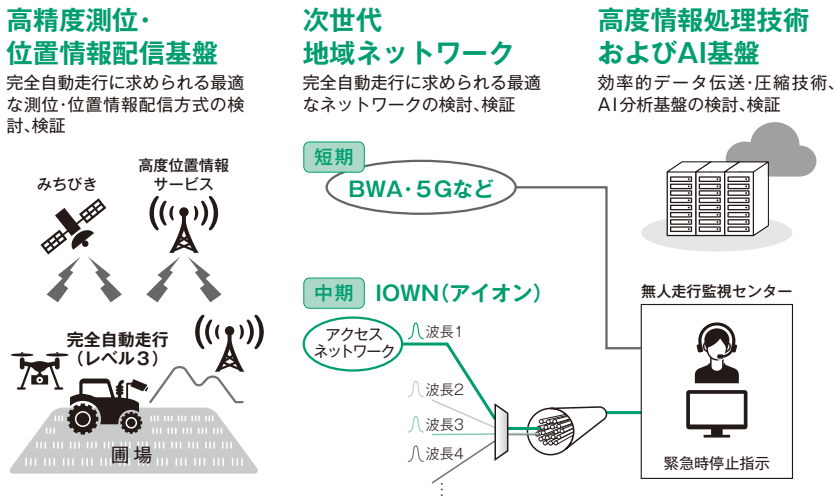 高精度測位・
位置情報配信基盤
完全自動走行に求められる最適
な測位・位置情報配信方式の検
討、検証
みちびき
高度位置情報
サービス
完全自動走行
（レベル3）
圃場
次世代
地域ネットワーク
完全自動走行に求められる最適
なネットワークの検討、検証
短期
BWA・5Gなど
中期
IOWN（アイオン）
アクセス
ネットワーク
波長1
波長2
波長3
波長4
⋮
高度情報処理技術
およびAI基盤
効率的データ伝送・圧縮技術、
AI分析基盤の検討、検証
無人走行監視センター
緊急時停止指示